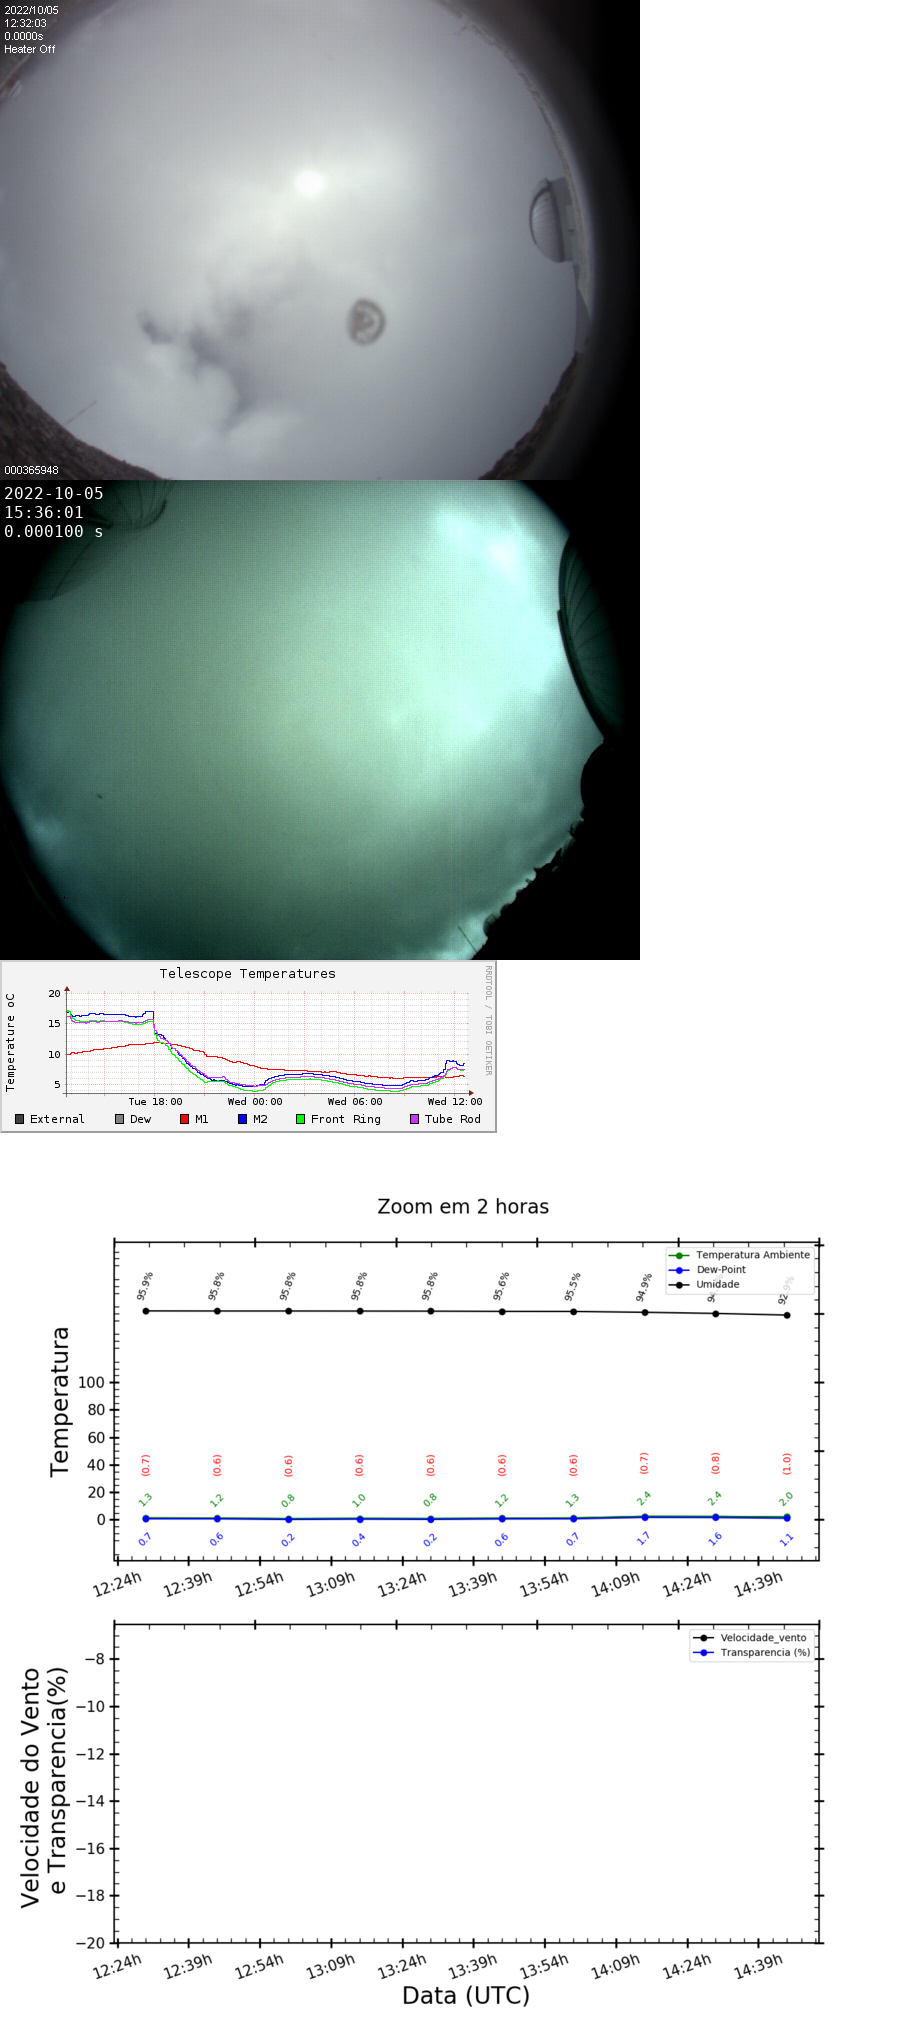 2022/10/05
12:32:03
0.0000s
Heater Off
000365948
2022-10-05
15:36:01
0.000100 s
Telescope Temperatures
RRDTOOL / TOBI OETIKER
Temperature oC
20
15
10
5
Tue 18:00 Wed 00:00 Wed 06:00 Wed 12:00
External Dew M1 M2 Front Ring Tube Rod
Zoom em 2 horas
Temperatura Ambiente
Dew-Point
Umidade
95.9% 95.8% 95.8% 95.8% 95.8% 95.6% 95.5% 94.9%
Temperatura
100
80
60
40
20
0
(0.7) (0.6) (0.6) (0.6) (0.6) (0.6) (0.6) (0.7) (0.8) (1.0)
1.3 1.2 0.8 1.0 0.8 1.2 1.3 2.4 2.4 2.0
0.7 0.6 0.2 0.4 0.2 0.6 0.7 1.7 1.6 1.1
12:24h 12:39h 12:54h 13:09h 13:24h 13:39h 13:54h 14:09h 14:24h 14:39h
Velocidade_vento
Transparencia (%)
Velocidade do Vento
e Transparencia(%)
−8
−10
−12
−14
−16
−18
−20
12:24h 12:39h 12:54h 13:09h 13:24h 13:39h 13:54h 14:09h 14:24h 14:39h
Data (UTC)